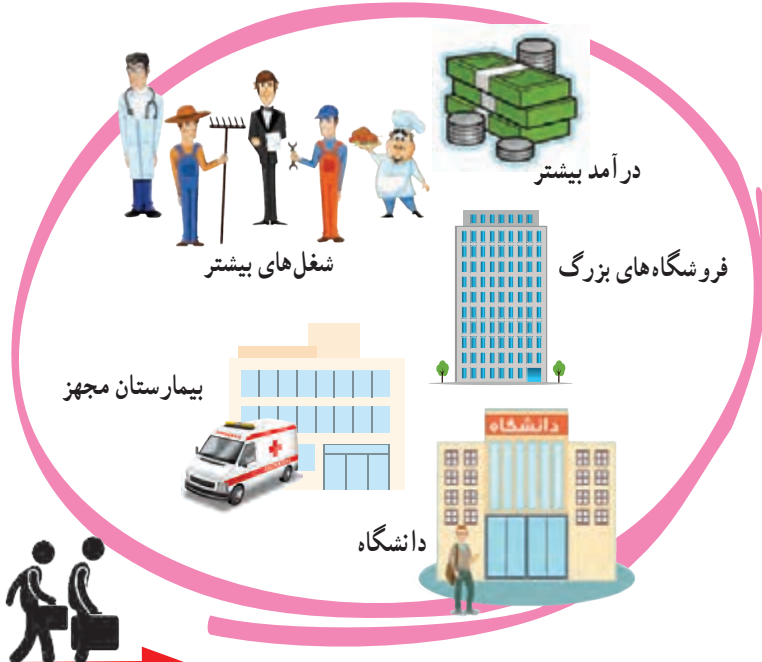 درآمد بیشتر
شغل‌های بیشتر
فروشگاه‌های بزرگ
بیمارستان مجهز
دانشگاه
دانشگاه